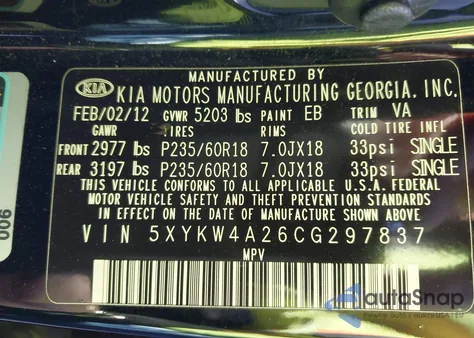 MANUFACTURED BY
KIA KIA MOTORS MANUFACTURING GEORGIA, INC.
FEB/02/12 GVWR 5203 lbs PAINT EB TRIM VA
GAWR TIRES RIMS COLD TIRE INFL
FRONT 2977 lbs P235/60R18 7.0JX18 33psi SINGLE
REAR 3197 lbs P235/60R18 7.0JX18 33psi SINGLE
THIS VEHICLE CONFORMS TO ALL APPLICABLE U.S.A. FEDERAL
MOTOR VEHICLE SAFETY AND THEFT PREVENTION STANDARDS
IN EFFECT ON THE DATE OF MANUFACTURE SHOWN ABOVE
VIN 5XYKW4A26CG297837
MPV
006
autoSnap